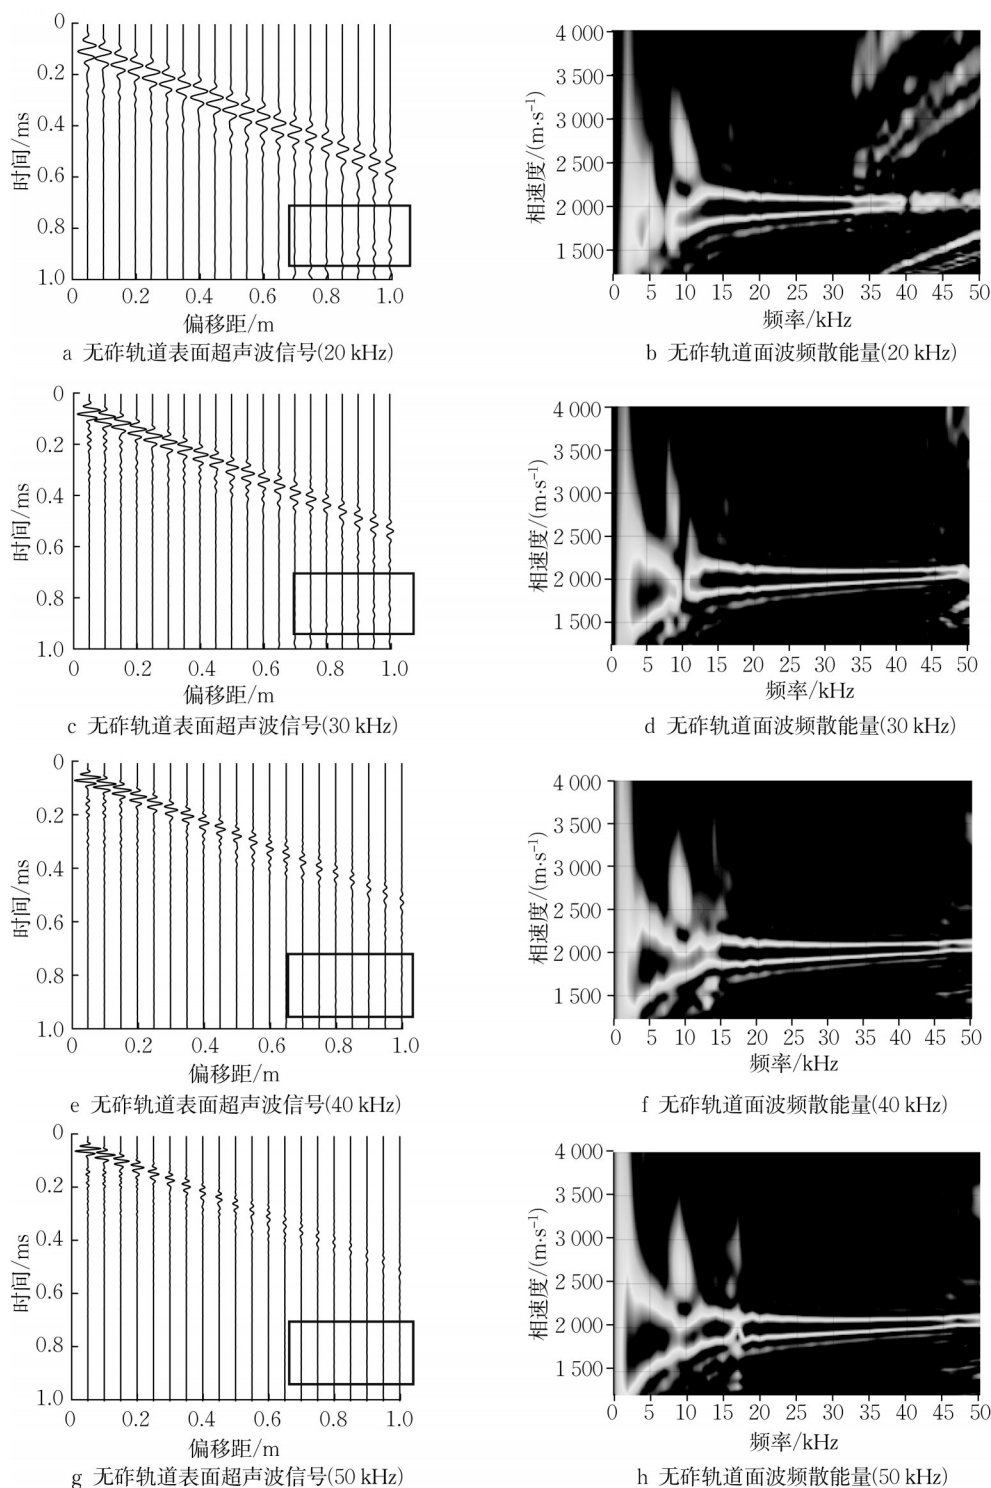 0
0.2
0.4
0.6
0.8
1.0
时间/ms
0 0.2 0.4 0.6 0.8 1.0
偏移距/m
a 无砟轨道表面超声波信号(20 kHz)
4 000
3 500
3 000
2 500
2 000
1 500
相速度/(m·s⁻¹)
0 5 10 15 20 25 30 35 40 45 50
频率/kHz
b 无砟轨道面波频散能量(20 kHz)
0
0.2
0.4
0.6
0.8
1.0
时间/ms
0 0.2 0.4 0.6 0.8 1.0
偏移距/m
c 无砟轨道表面超声波信号(30 kHz)
4 000
3 500
3 000
2 500
2 000
1 500
相速度/(m·s⁻¹)
0 5 10 15 20 25 30 35 40 45 50
频率/kHz
d 无砟轨道面波频散能量(30 kHz)
0
0.2
0.4
0.6
0.8
1.0
时间/ms
0 0.2 0.4 0.6 0.8 1.0
偏移距/m
e 无砟轨道表面超声波信号(40 kHz)
4 000
3 500
3 000
2 500
2 000
1 500
相速度/(m·s⁻¹)
0 5 10 15 20 25 30 35 40 45 50
频率/kHz
f 无砟轨道面波频散能量(40 kHz)
0
0.2
0.4
0.6
0.8
1.0
时间/ms
0 0.2 0.4 0.6 0.8 1.0
偏移距/m
g 无砟轨道表面超声波信号(50 kHz)
4 000
3 500
3 000
2 500
2 000
1 500
相速度/(m·s⁻¹)
0 5 10 15 20 25 30 35 40 45 50
频率/kHz
h 无砟轨道面波频散能量(50 kHz)